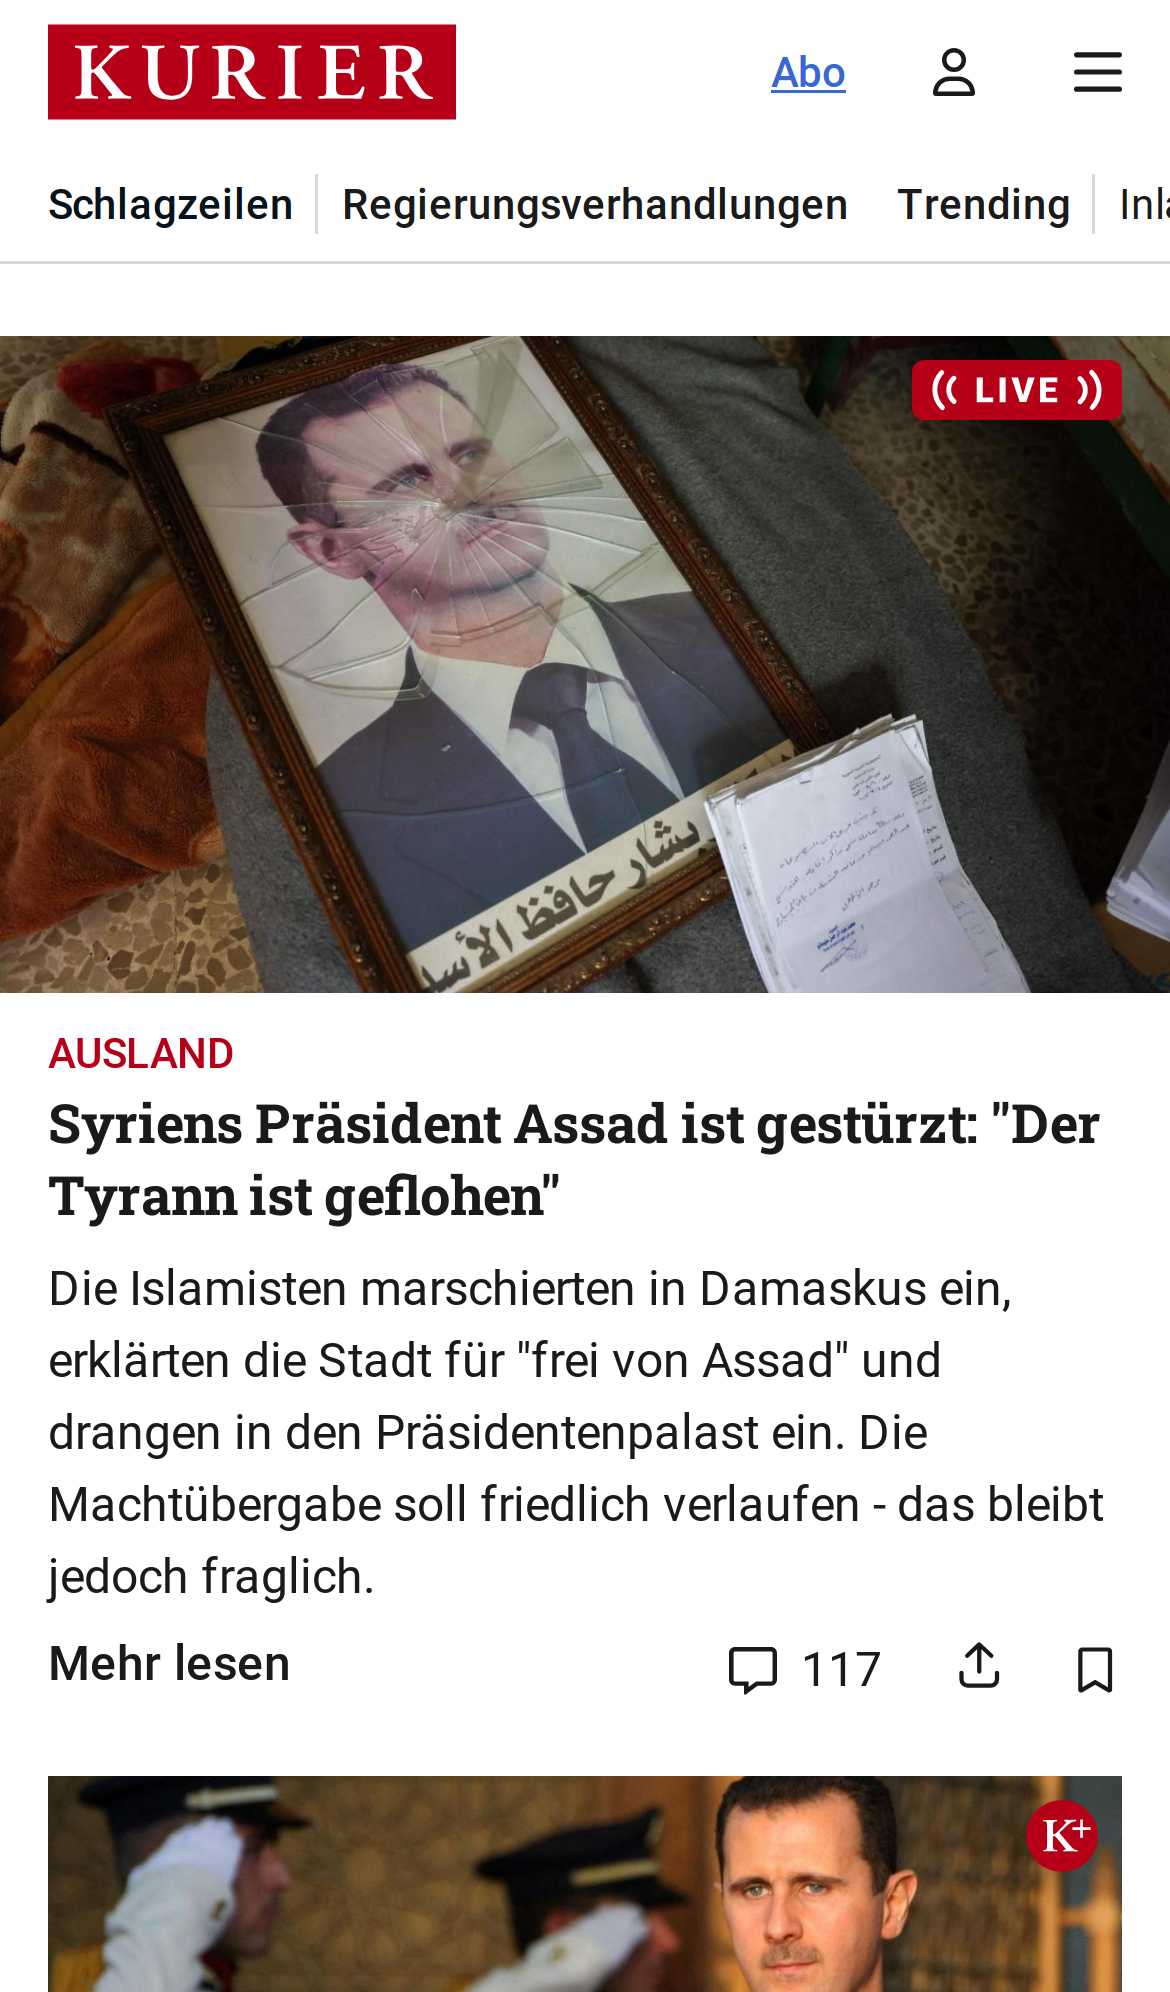 KURIER
Abo
Schlagzeilen
Regierungsverhandlungen
Trending
LIVE
بشار حافظ الأسد
AUSLAND
Syriens Präsident Assad ist gestürzt: "Der
Tyrann ist geflohen"
Die Islamisten marschierten in Damaskus ein,
erklärten die Stadt für "frei von Assad" und
drangen in den Präsidentenpalast ein. Die
Machtübergabe soll friedlich verlaufen - das bleibt
jedoch fraglich.
Mehr lesen
117
K+